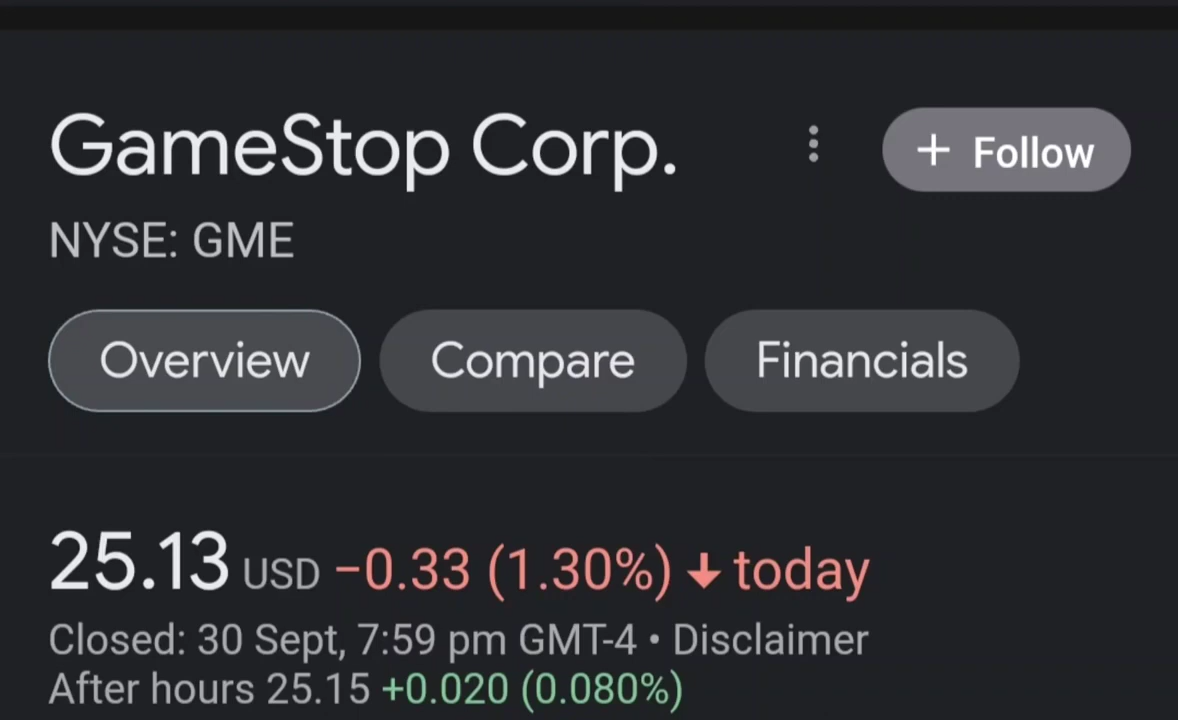 GameStop Corp.
+ Follow
NYSE: GME
Overview Compare Financials
25.13 USD −0.33 (1.30%) ↓ today
Closed: 30 Sept, 7:59 pm GMT-4 • Disclaimer
After hours 25.15 +0.020 (0.080%)